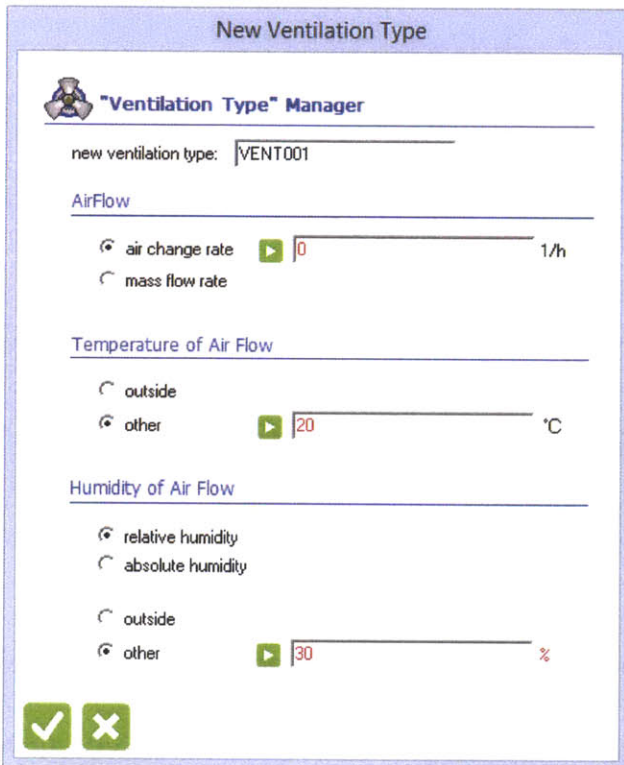 New Ventilation Type
"Ventilation Type" Manager
new ventilation type: VENT001
AirFlow
air change rate 0 1/h
mass flow rate
Temperature of Air Flow
outside
other 20 °C
Humidity of Air Flow
relative humidity
absolute humidity
outside
other 30 %